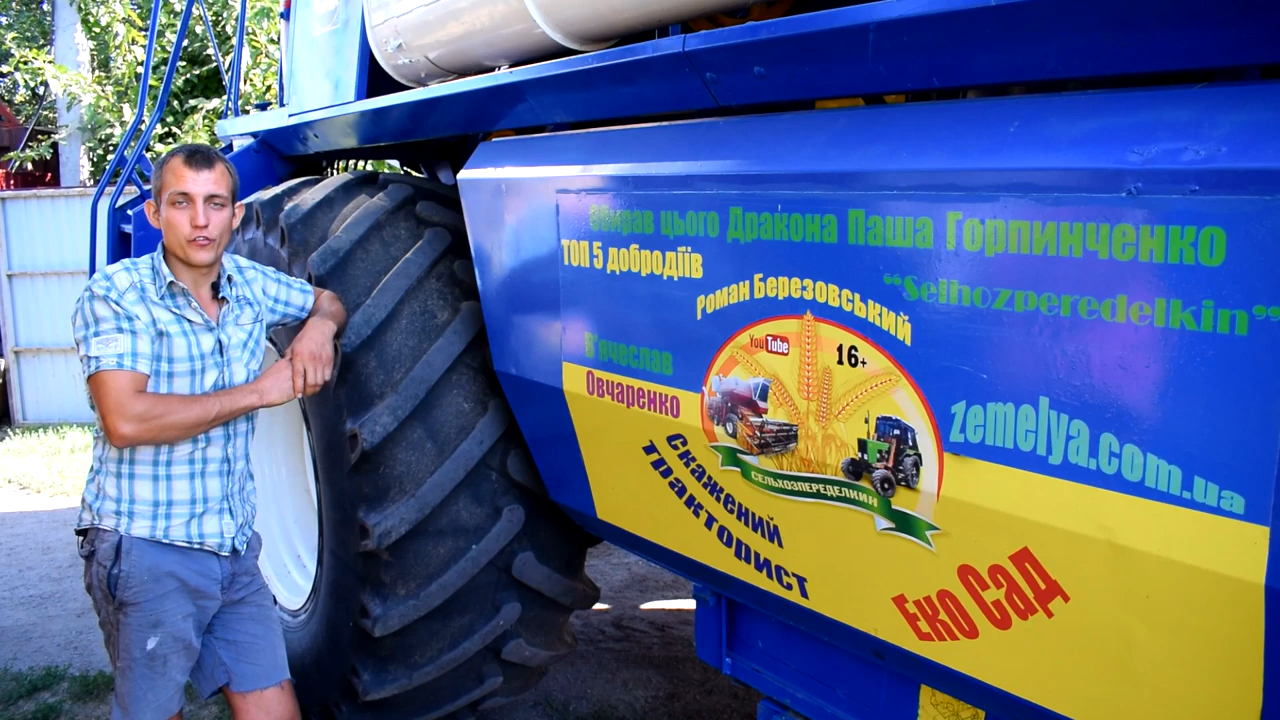 Збирав цього Дракона Паша Горпинченко
"Selhozperedelkin"
ТОП 5 добродіїв
Роман Березовський
В'ячеслав
Овчаренко
YouTube
16+
СЕЛЬХОЗПЕРЕДЕЛКИН
zemelya.com.ua
Скажений
тракторист
Еко Сад